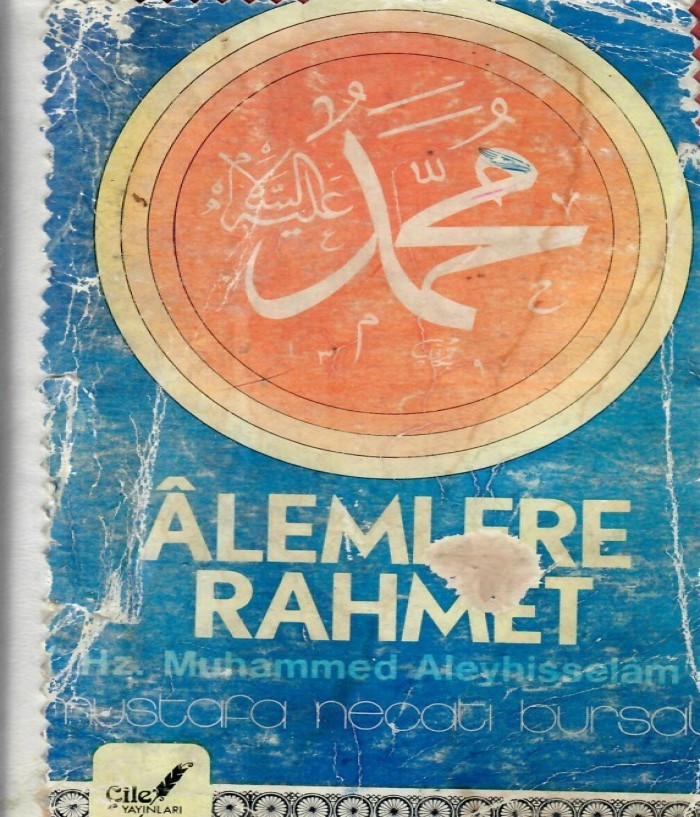 محمد
عليه السلام
ÂLEMLERE
RAHMET
Hz. Muhammed Aleyhisselâm
mustafa necati bursalı
Çile
YAYINLARI